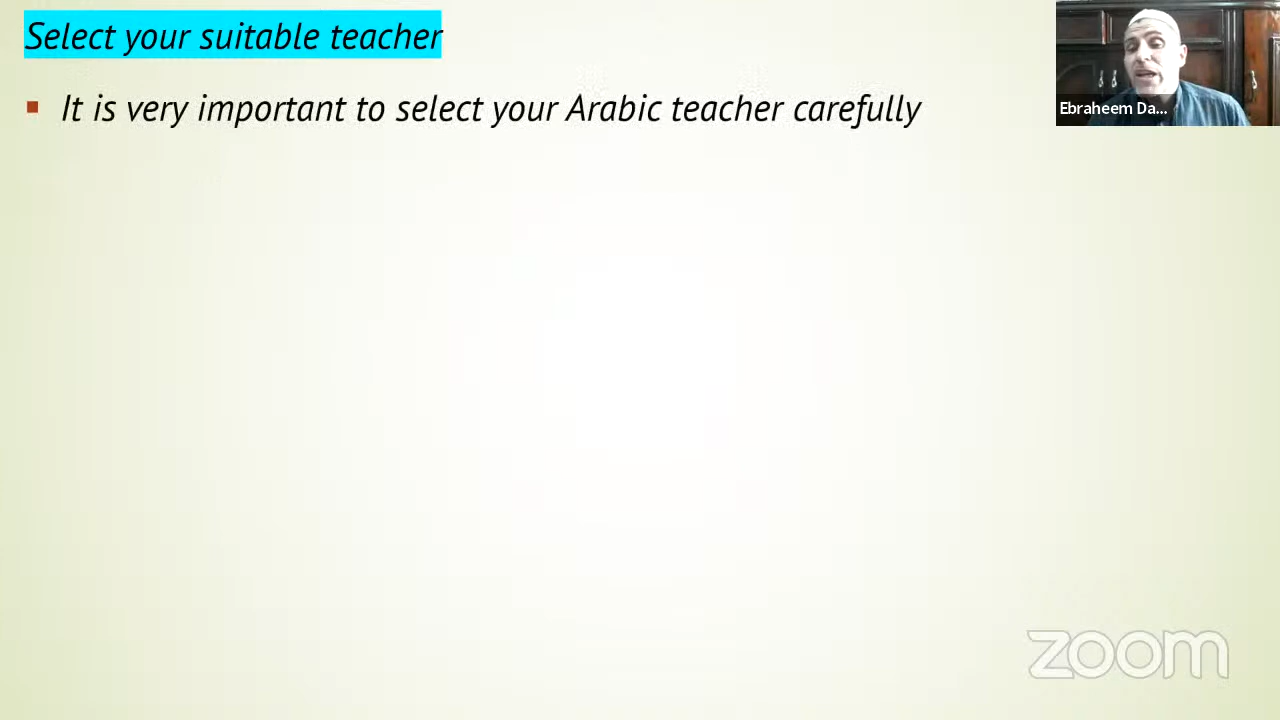 Select your suitable teacher
It is very important to select your Arabic teacher carefully
Ebraheem Da...
zoom